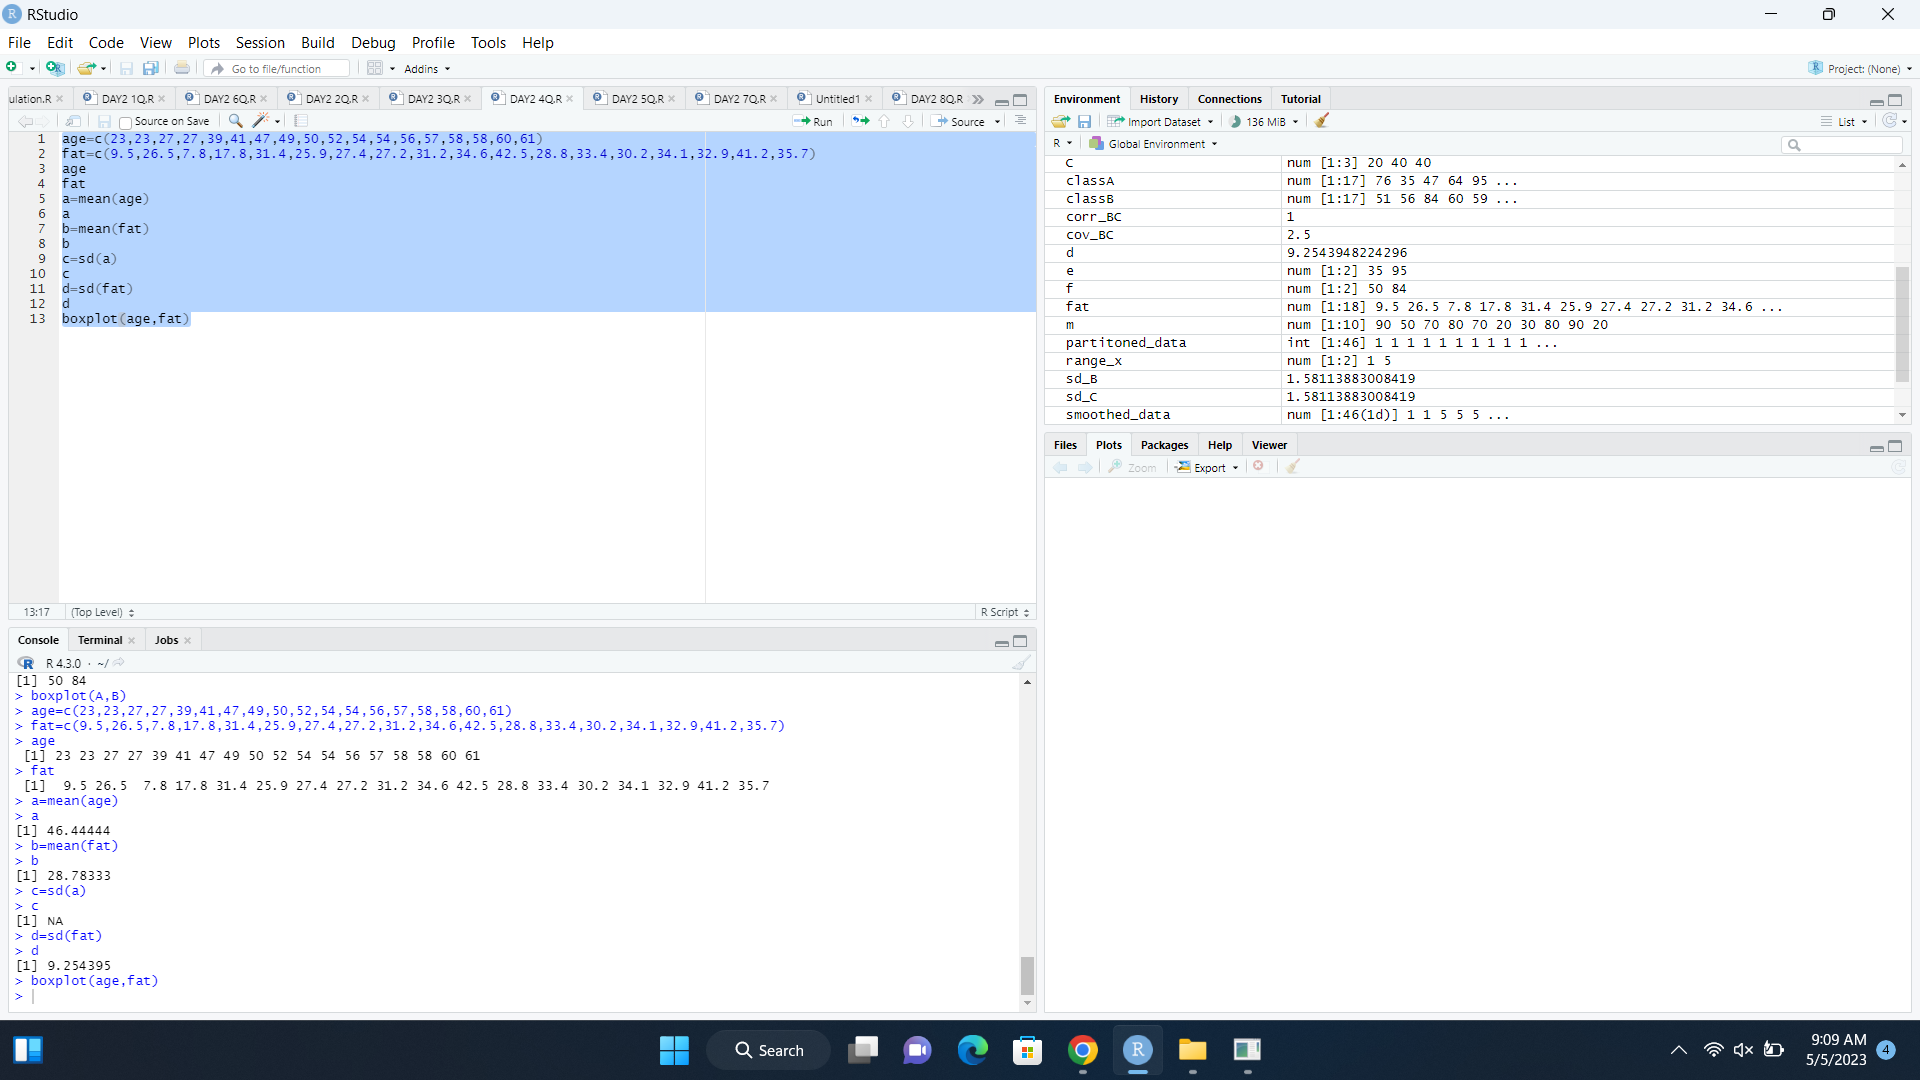 RStudio
File Edit Code View Plots Session Build Debug Profile Tools Help
Go to file/function Addins Project: (None)
ulation.R DAY2 1Q.R DAY2 6Q.R DAY2 2Q.R DAY2 3Q.R DAY2 4Q.R DAY2 5Q.R DAY2 7Q.R Untitled1 DAY2 8Q.R
Source on Save Run Source
1 age=c(23,23,27,27,39,41,47,49,50,52,54,54,56,57,58,58,60,61)
2 fat=c(9.5,26.5,7.8,17.8,31.4,25.9,27.4,27.2,31.2,34.6,42.5,28.8,33.4,30.2,34.1,32.9,41.2,35.7)
3 age
4 fat
5 a=mean(age)
6 a
7 b=mean(fat)
8 b
9 c=sd(a)
10 c
11 d=sd(fat)
12 d
13 boxplot(age,fat)
13:17 (Top Level) R Script
Console Terminal Jobs
R 4.3.0 · ~/
[1] 50 84
> boxplot(A,B)
> age=c(23,23,27,27,39,41,47,49,50,52,54,54,56,57,58,58,60,61)
> fat=c(9.5,26.5,7.8,17.8,31.4,25.9,27.4,27.2,31.2,34.6,42.5,28.8,33.4,30.2,34.1,32.9,41.2,35.7)
> age
[1] 23 23 27 27 39 41 47 49 50 52 54 54 56 57 58 58 60 61
> fat
[1] 9.5 26.5 7.8 17.8 31.4 25.9 27.4 27.2 31.2 34.6 42.5 28.8 33.4 30.2 34.1 32.9 41.2 35.7
> a=mean(age)
> a
[1] 46.44444
> b=mean(fat)
> b
[1] 28.78333
> c=sd(a)
> c
[1] NA
> d=sd(fat)
> d
[1] 9.254395
> boxplot(age,fat)
>
Environment History Connections Tutorial
Import Dataset 136 MiB List
R Global Environment
C num [1:3] 20 40 40
classA num [1:17] 76 35 47 64 95 ...
classB num [1:17] 51 56 84 60 59 ...
corr_BC 1
cov_BC 2.5
d 9.2543948224296
e num [1:2] 35 95
f num [1:2] 50 84
fat num [1:18] 9.5 26.5 7.8 17.8 31.4 25.9 27.4 27.2 31.2 34.6 ...
m num [1:10] 90 50 70 80 70 20 30 80 90 20
partitoned_data int [1:46] 1 1 1 1 1 1 1 1 1 1 ...
range_x num [1:2] 1 5
sd_B 1.58113883008419
sd_C 1.58113883008419
smoothed_data num [1:46(1d)] 1 1 5 5 5 ...
Files Plots Packages Help Viewer
Zoom Export
Search
9:09 AM
5/5/2023 4